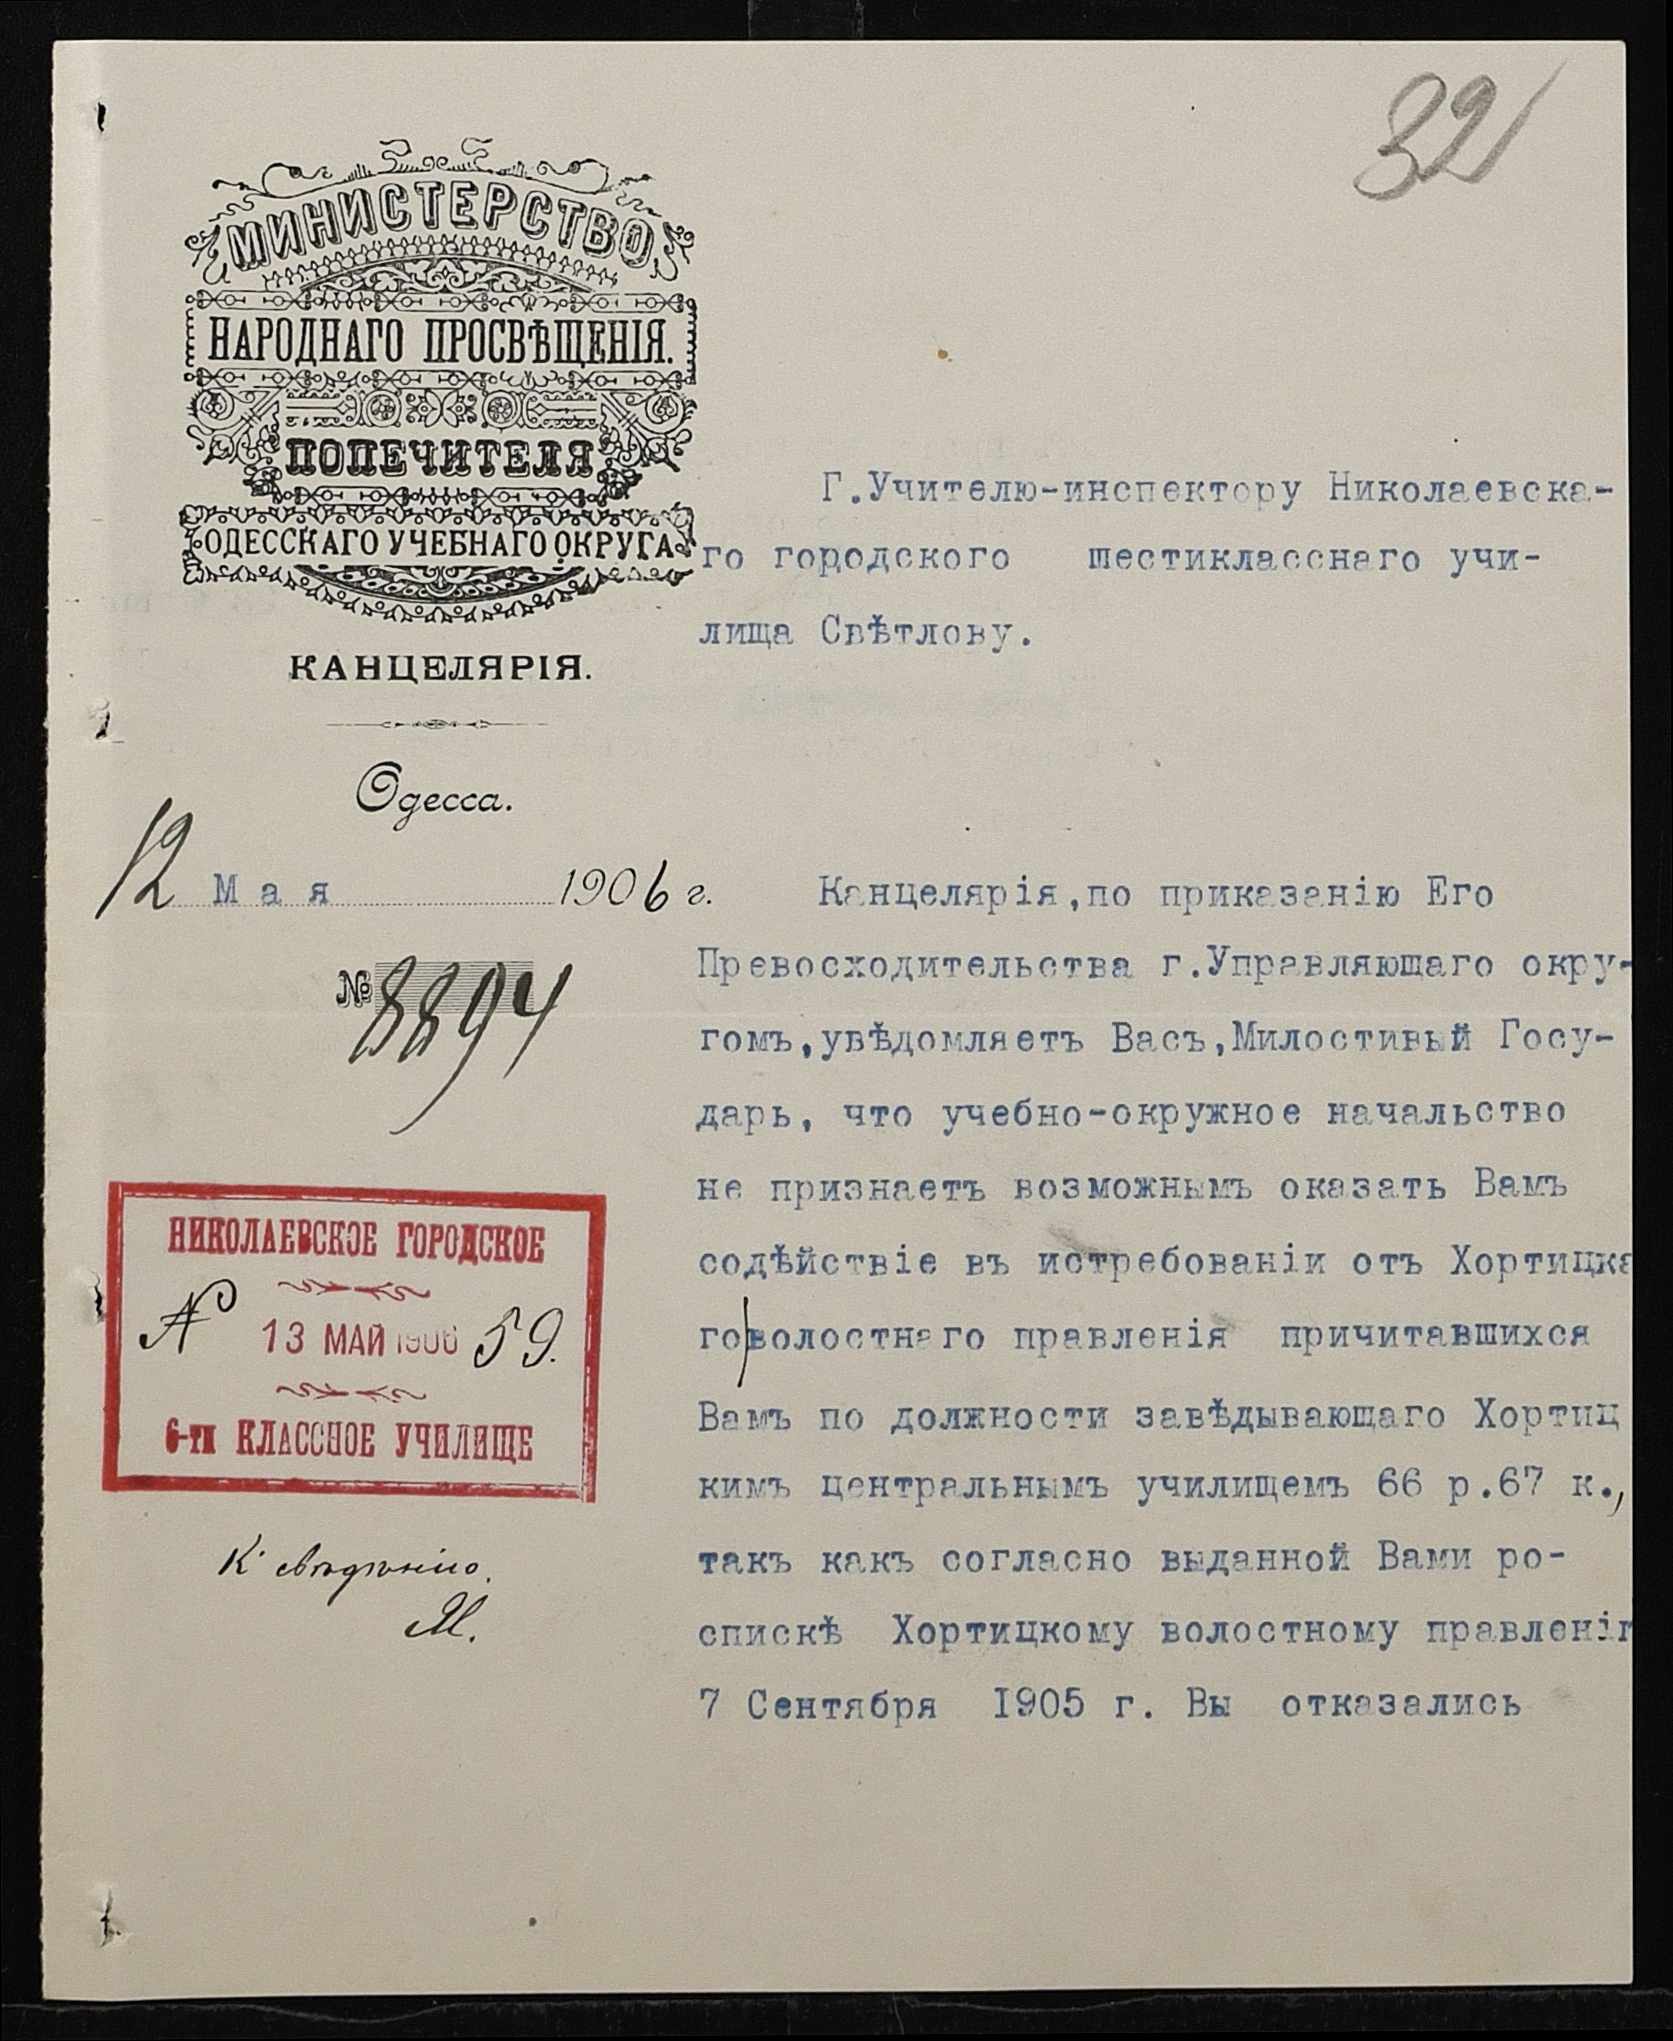 32
МИНИСТЕРСТВО
НАРОДНАГО ПРОСВѢЩЕНІЯ.
ПОПЕЧИТЕЛЯ
ОДЕССКАГО УЧЕБНАГО ОКРУГА
КАНЦЕЛЯРІЯ.
Одесса.
12 Мая 1906 г.
№ 8894
НИКОЛАЕВСКОЕ ГОРОДСКОЕ
№ 13 МАЙ 1906 59.
6-ти КЛАССНОЕ УЧИЛИЩЕ
К свѣдѣнію.
Г.Учителю-инспектору Николаевска-
го городского шестикласснаго учи-
лища Свѣтлову.
Канцелярія,по приказанію Его
Превосходительства г.Управляющаго окру-
гомъ,увѣдомляетъ Васъ,Милостивый Госу-
дарь, что учебно-окружное начальство
не признаетъ возможнымъ оказать Вамъ
содѣйствіе въ истребованіи отъ Хортицка
го волостнаго правленія причитавшихся
Вамъ по должности завѣдывающаго Хортиц
кимъ центральнымъ училищемъ 66 р.67 к.,
такъ какъ согласно выданной Вами ро-
спискѣ Хортицкому волостному правлені
7 Сентября 1905 г. Вы отказались